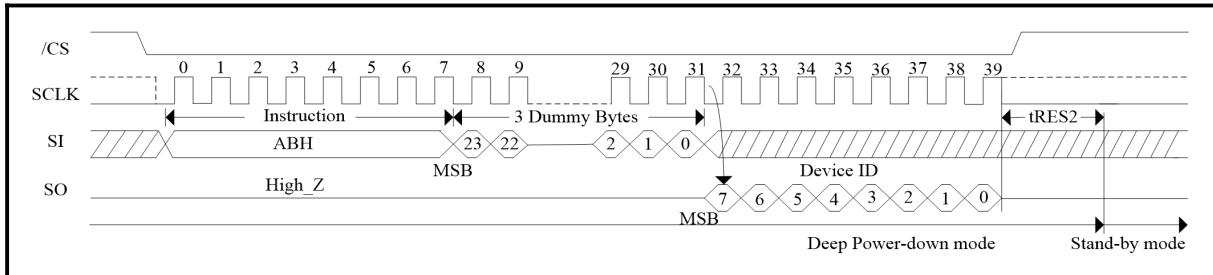 /CS
0 1 2 3 4 5 6 7 8 9 29 30 31 32 33 34 35 36 37 38 39
SCLK
Instruction 3 Dummy Bytes tRES2
SI ABH 23 22 2 1 0
MSB Device ID
SO High_Z
7 6 5 4 3 2 1 0
MSB
Deep Power-down mode Stand-by mode